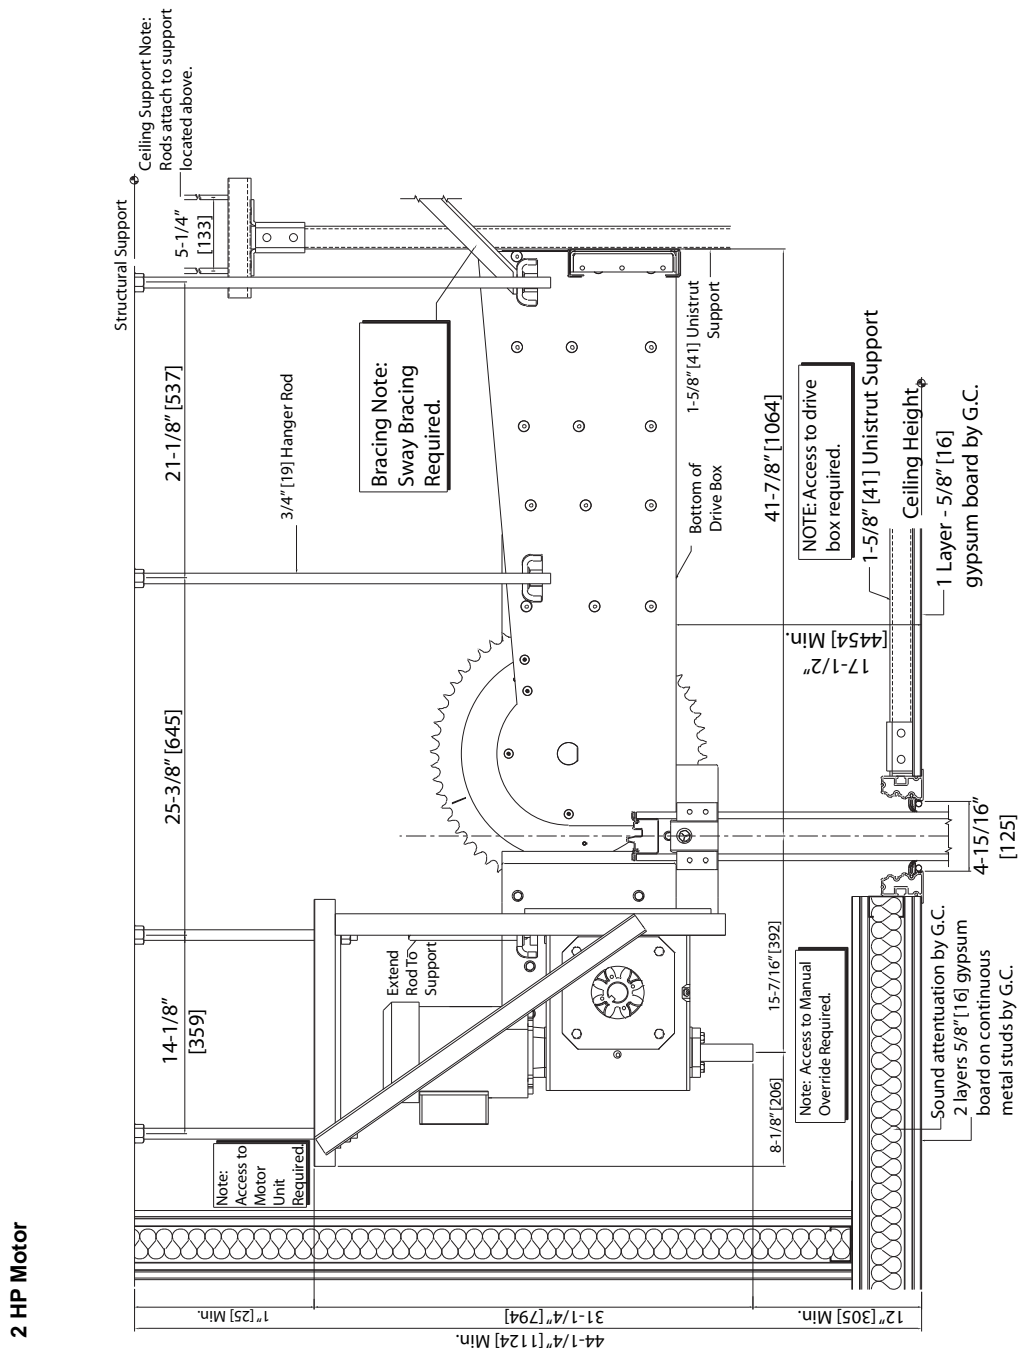 2 HP Motor
Structural Support
Ceiling Support Note:
Rods attach to support
located above.
5-1/4"
[133]
21-1/8" [537]
25-3/8" [645]
14-1/8"
[359]
3/4" [19] Hanger Rod
Bracing Note:
Sway Bracing
Required.
1-5/8" [41] Unistrut
Support
Bottom of
Drive Box
41-7/8" [1064]
NOTE: Access to drive
box required.
1-5/8" [41] Unistrut Support
Ceiling Height
1 Layer - 5/8" [16]
gypsum board by G.C.
17-1/2"
[4454] Min.
Extend
Rod To
Support
15-7/16" [392]
8-1/8" [206]
Note: Access to Manual
Override Required.
4-15/16"
[125]
Sound attentuation by G.C.
2 layers 5/8" [16] gypsum
board on continuous
metal studs by G.C.
Note:
Access to
Motor
Unit
Required.
1" [25] Min.
31-1/4" [794]
12" [305] Min.
44-1/4" [1124] Min.